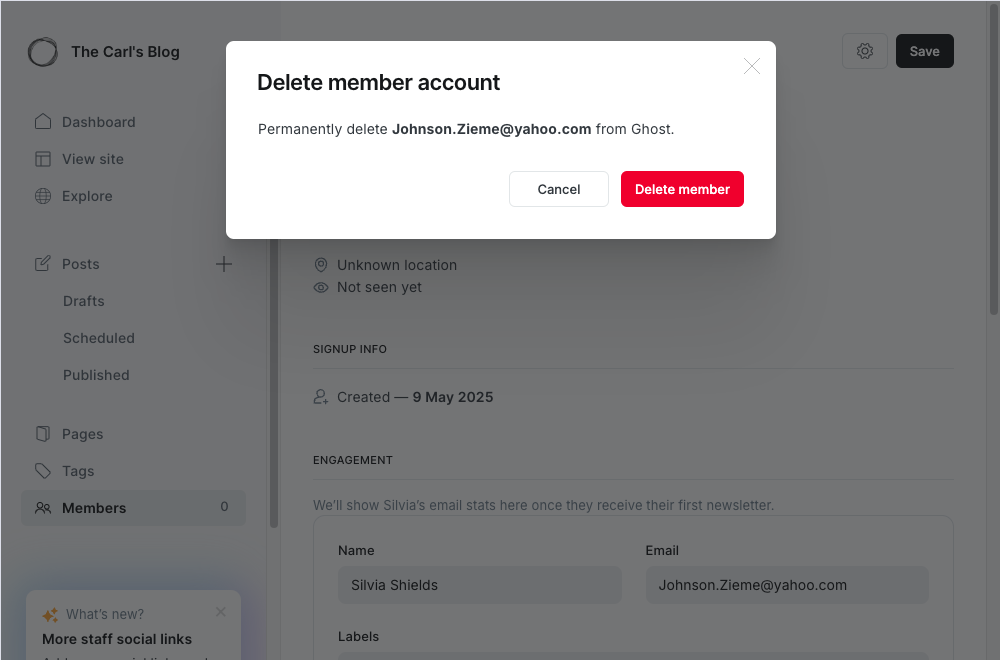 The Carl's Blog
Save
Dashboard
View site
Explore
Posts
Drafts
Scheduled
Published
Pages
Tags
Members 0
What's new?
More staff social links
Delete member account
Permanently delete Johnson.Zieme@yahoo.com from Ghost.
Cancel
Delete member
Unknown location
Not seen yet
SIGNUP INFO
Created — 9 May 2025
ENGAGEMENT
We'll show Silvia's email stats here once they receive their first newsletter.
Name
Silvia Shields
Email
Johnson.Zieme@yahoo.com
Labels